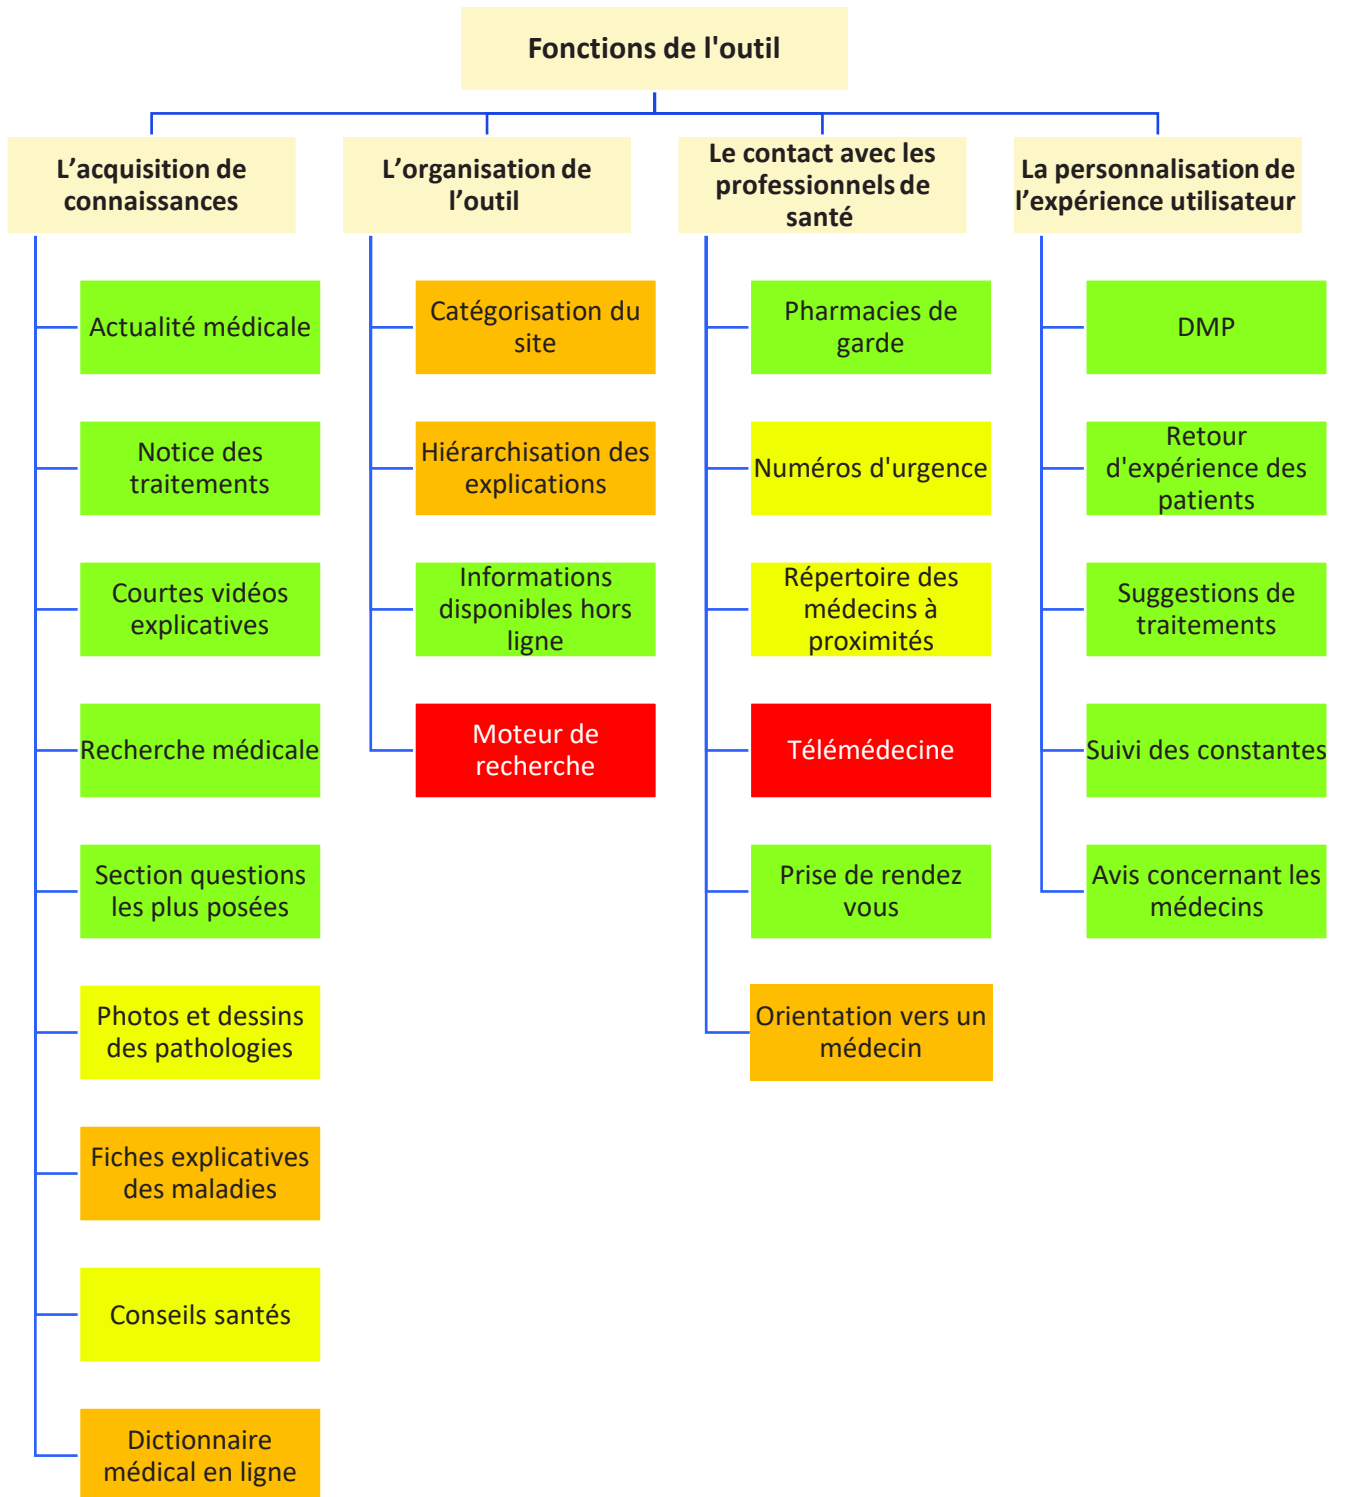 Fonctions de l'outil
L’acquisition de
connaissances
Actualité médicale
Notice des
traitements
Courtes vidéos
explicatives
Recherche médicale
Section questions
les plus posées
Photos et dessins
des pathologies
Fiches explicatives
des maladies
Conseils santés
Dictionnaire
médical en ligne
L’organisation de
l’outil
Catégorisation du
site
Hiérarchisation des
explications
Informations
disponibles hors
ligne
Moteur de
recherche
Le contact avec les
professionnels de
santé
Pharmacies de
garde
Numéros d'urgence
Répertoire des
médecins à
proximités
Télémédecine
Prise de rendez
vous
Orientation vers un
médecin
La personnalisation de
l’expérience utilisateur
DMP
Retour
d'expérience des
patients
Suggestions de
traitements
Suivi des constantes
Avis concernant les
médecins